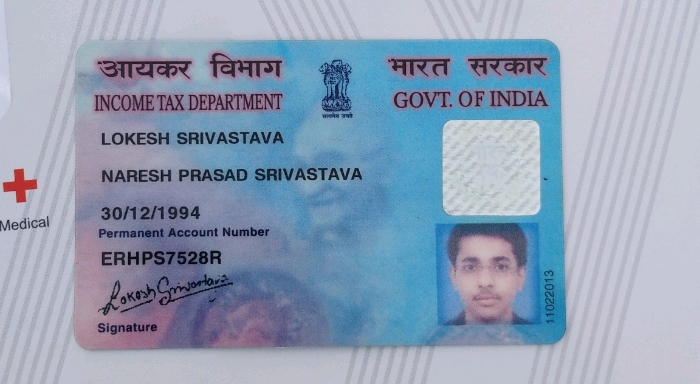 आयकर विभाग
INCOME TAX DEPARTMENT
भारत सरकार
GOVT. OF INDIA
सत्यमेव जयते
LOKESH SRIVASTAVA
NARESH PRASAD SRIVASTAVA
30/12/1994
Permanent Account Number
ERHPS7528R
Lokesh Srivastava
Signature
11022013
Medical